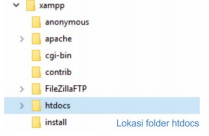 xampp
anonymous
apache
cgi-bin
contrib
FileZillaFTP
htdocs
install
Lokasi folder htdocs